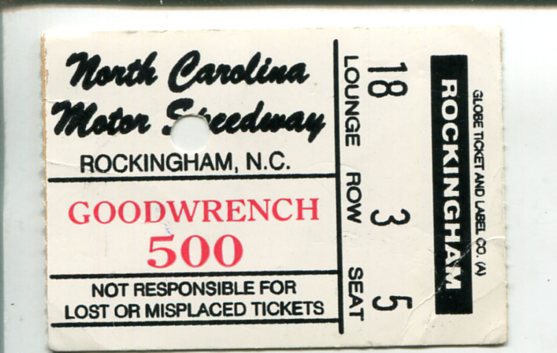 North Carolina
Motor Speedway
ROCKINGHAM, N.C.
GOODWRENCH
500
NOT RESPONSIBLE FOR
LOST OR MISPLACED TICKETS
18 3 5
LOUNGE ROW SEAT
ROCKINGHAM
GLOBE TICKET AND LABEL CO. (A)